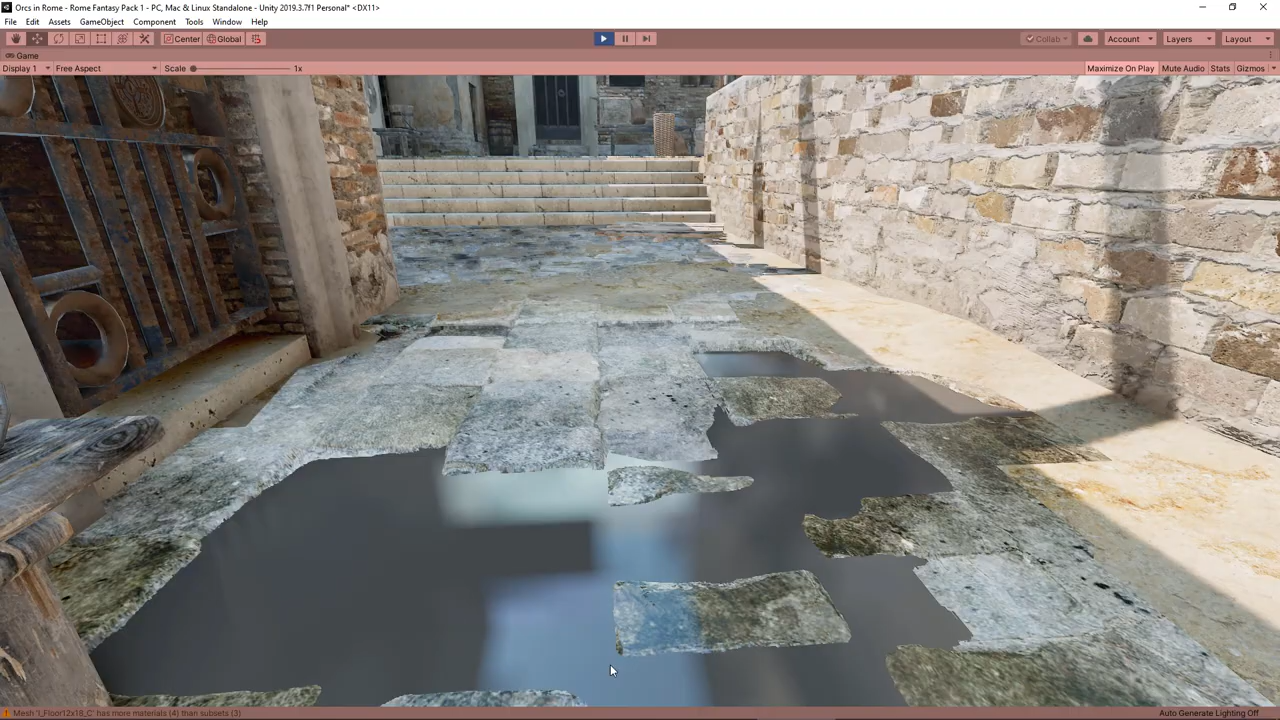 Orcs in Rome - Rome Fantasy Pack 1 - PC, Mac & Linux Standalone - Unity 2019.3.7f1 Personal* <DX11>
File Edit Assets GameObject Component Tools Window Help
Center Global Collab Account Layers Layout
Game
Display 1 Free Aspect Scale 1x Maximize On Play Mute Audio Stats Gizmos
Mesh 'I_Floor12x18_C' has more materials (4) than subsets (3) Auto Generate Lighting Off